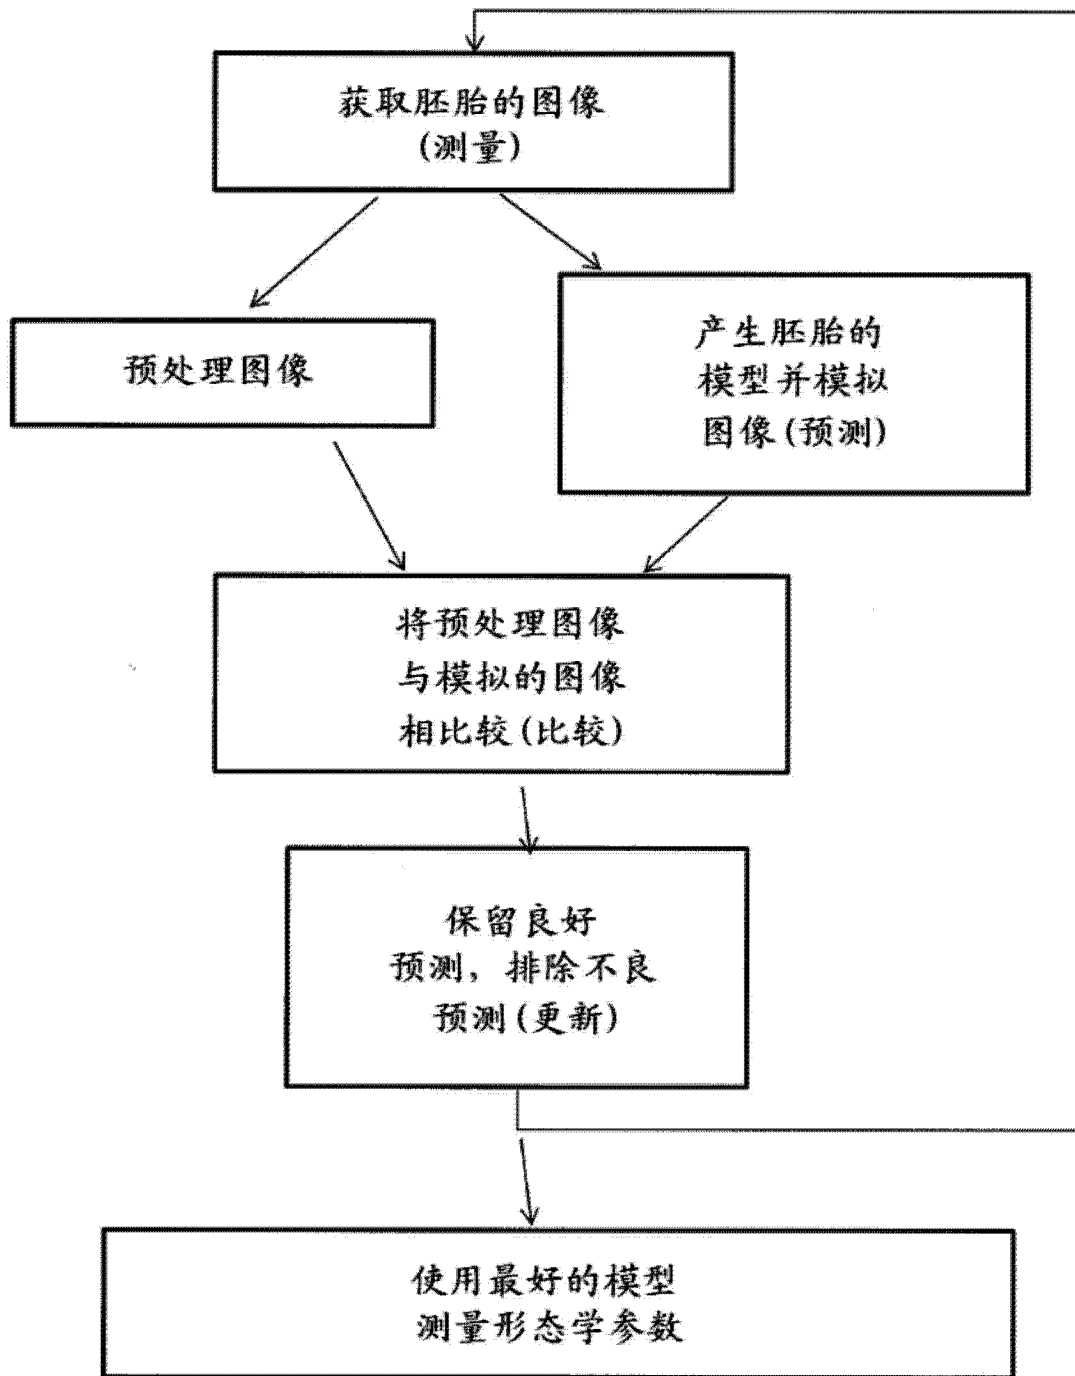 获取胚胎的图像
(测量)
预处理图像
产生胚胎的
模型并模拟
图像(预测)
将预处理图像
与模拟的图像
相比较(比较)
保留良好
预测，排除不良
预测(更新)
使用最好的模型
测量形态学参数